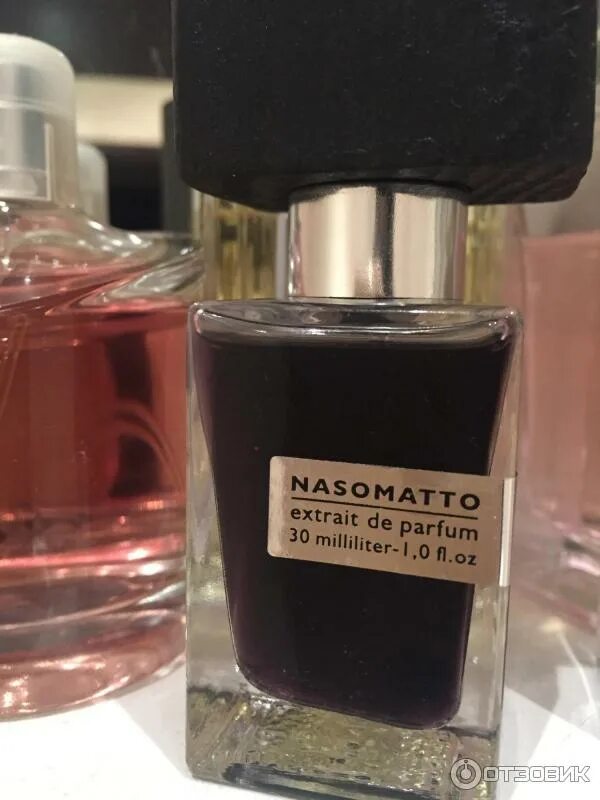 NASOMATTO
extrait de parfum
30 milliliter-1,0 fl.oz
ОТЗОВИК